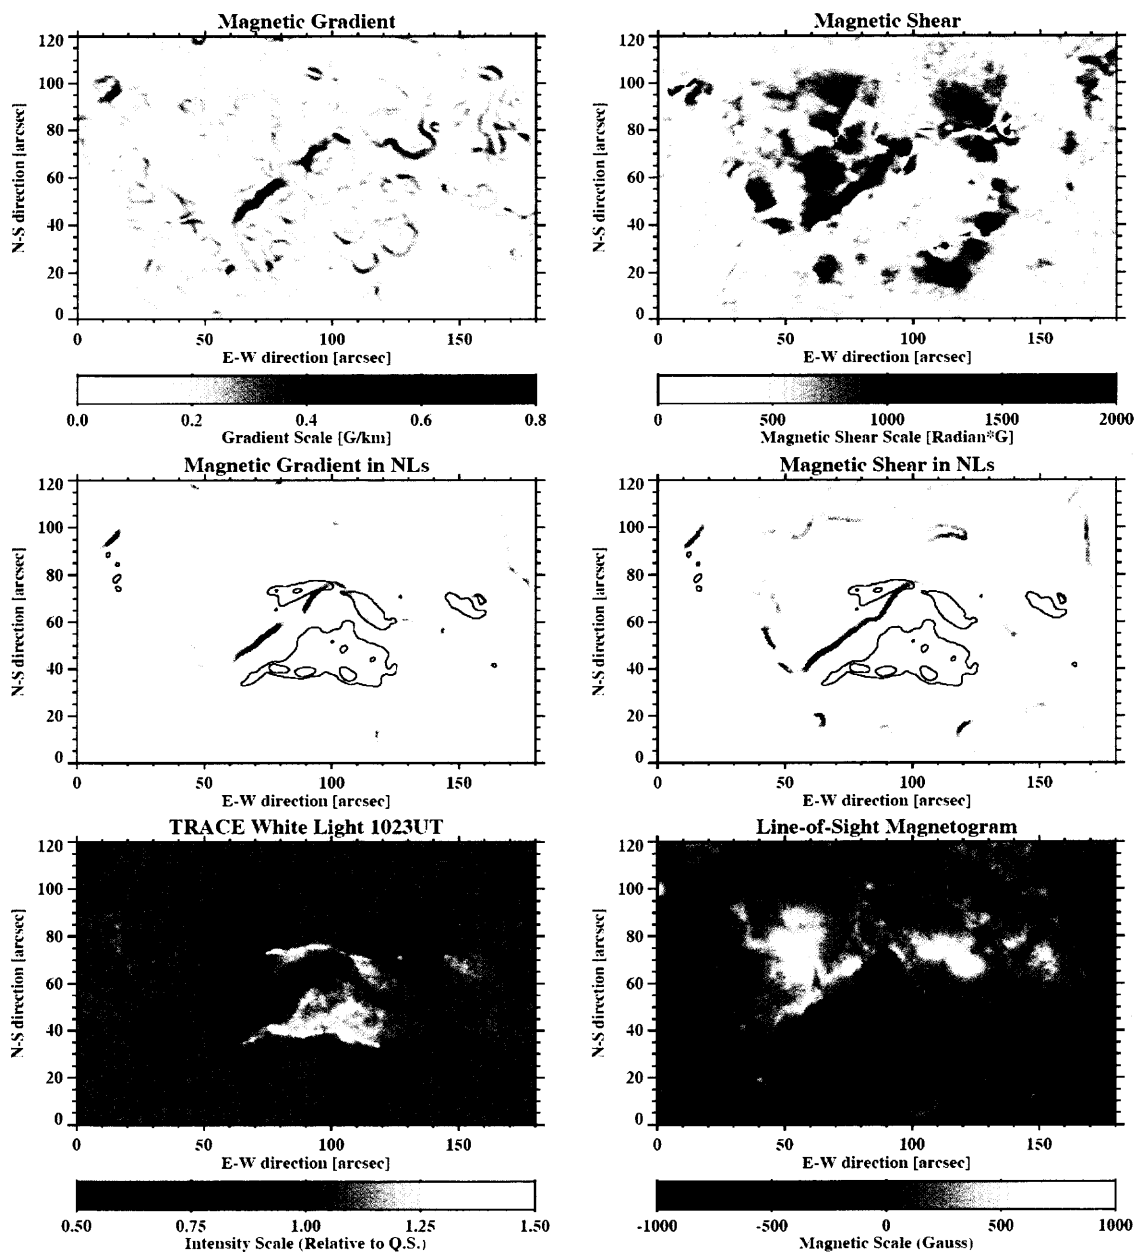 Magnetic Gradient
Magnetic Shear
N-S direction [arcsec]
120
100
80
60
40
20
0
0 50 100 150
E-W direction [arcsec]
0.0 0.2 0.4 0.6 0.8
Gradient Scale [G/km]
N-S direction [arcsec]
120
100
80
60
40
20
0
0 50 100 150
E-W direction [arcsec]
0 500 1000 1500 2000
Magnetic Shear Scale [Radian*G]
Magnetic Gradient in NLs
Magnetic Shear in NLs
N-S direction [arcsec]
120
100
80
60
40
20
0
0 50 100 150
E-W direction [arcsec]
N-S direction [arcsec]
120
100
80
60
40
20
0
0 50 100 150
E-W direction [arcsec]
TRACE White Light 1023UT
Line-of-Sight Magnetogram
N-S direction [arcsec]
120
100
80
60
40
20
0
0 50 100 150
E-W direction [arcsec]
0.50 0.75 1.00 1.25 1.50
Intensity Scale (Relative to Q.S.)
N-S direction [arcsec]
120
100
80
60
40
20
0
0 50 100 150
E-W direction [arcsec]
-1000 -500 0 500 1000
Magnetic Scale (Gauss)